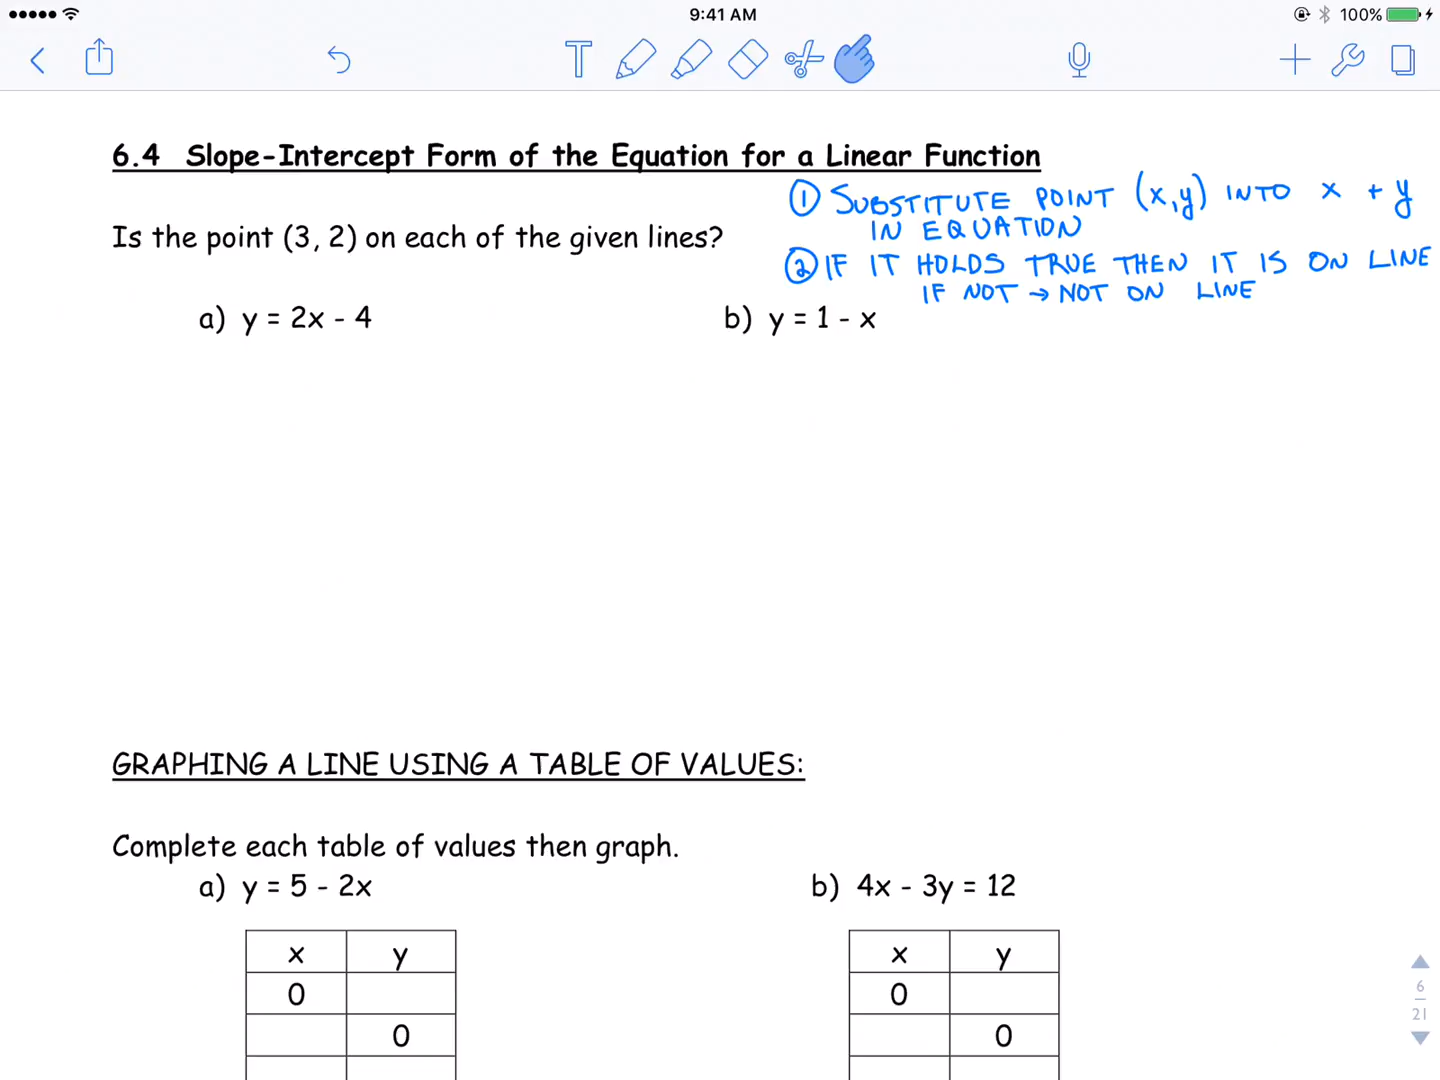 9:41 AM
100%
T
6.4 Slope-Intercept Form of the Equation for a Linear Function
① SUBSTITUTE POINT (x,y) INTO x + y
IN EQUATION
Is the point (3, 2) on each of the given lines?
② IF IT HOLDS TRUE THEN IT IS ON LINE
IF NOT → NOT ON LINE
a) y = 2x - 4
b) y = 1 - x
GRAPHING A LINE USING A TABLE OF VALUES:
Complete each table of values then graph.
a) y = 5 - 2x
b) 4x - 3y = 12
x y
0
0
x y
0
0
6
21